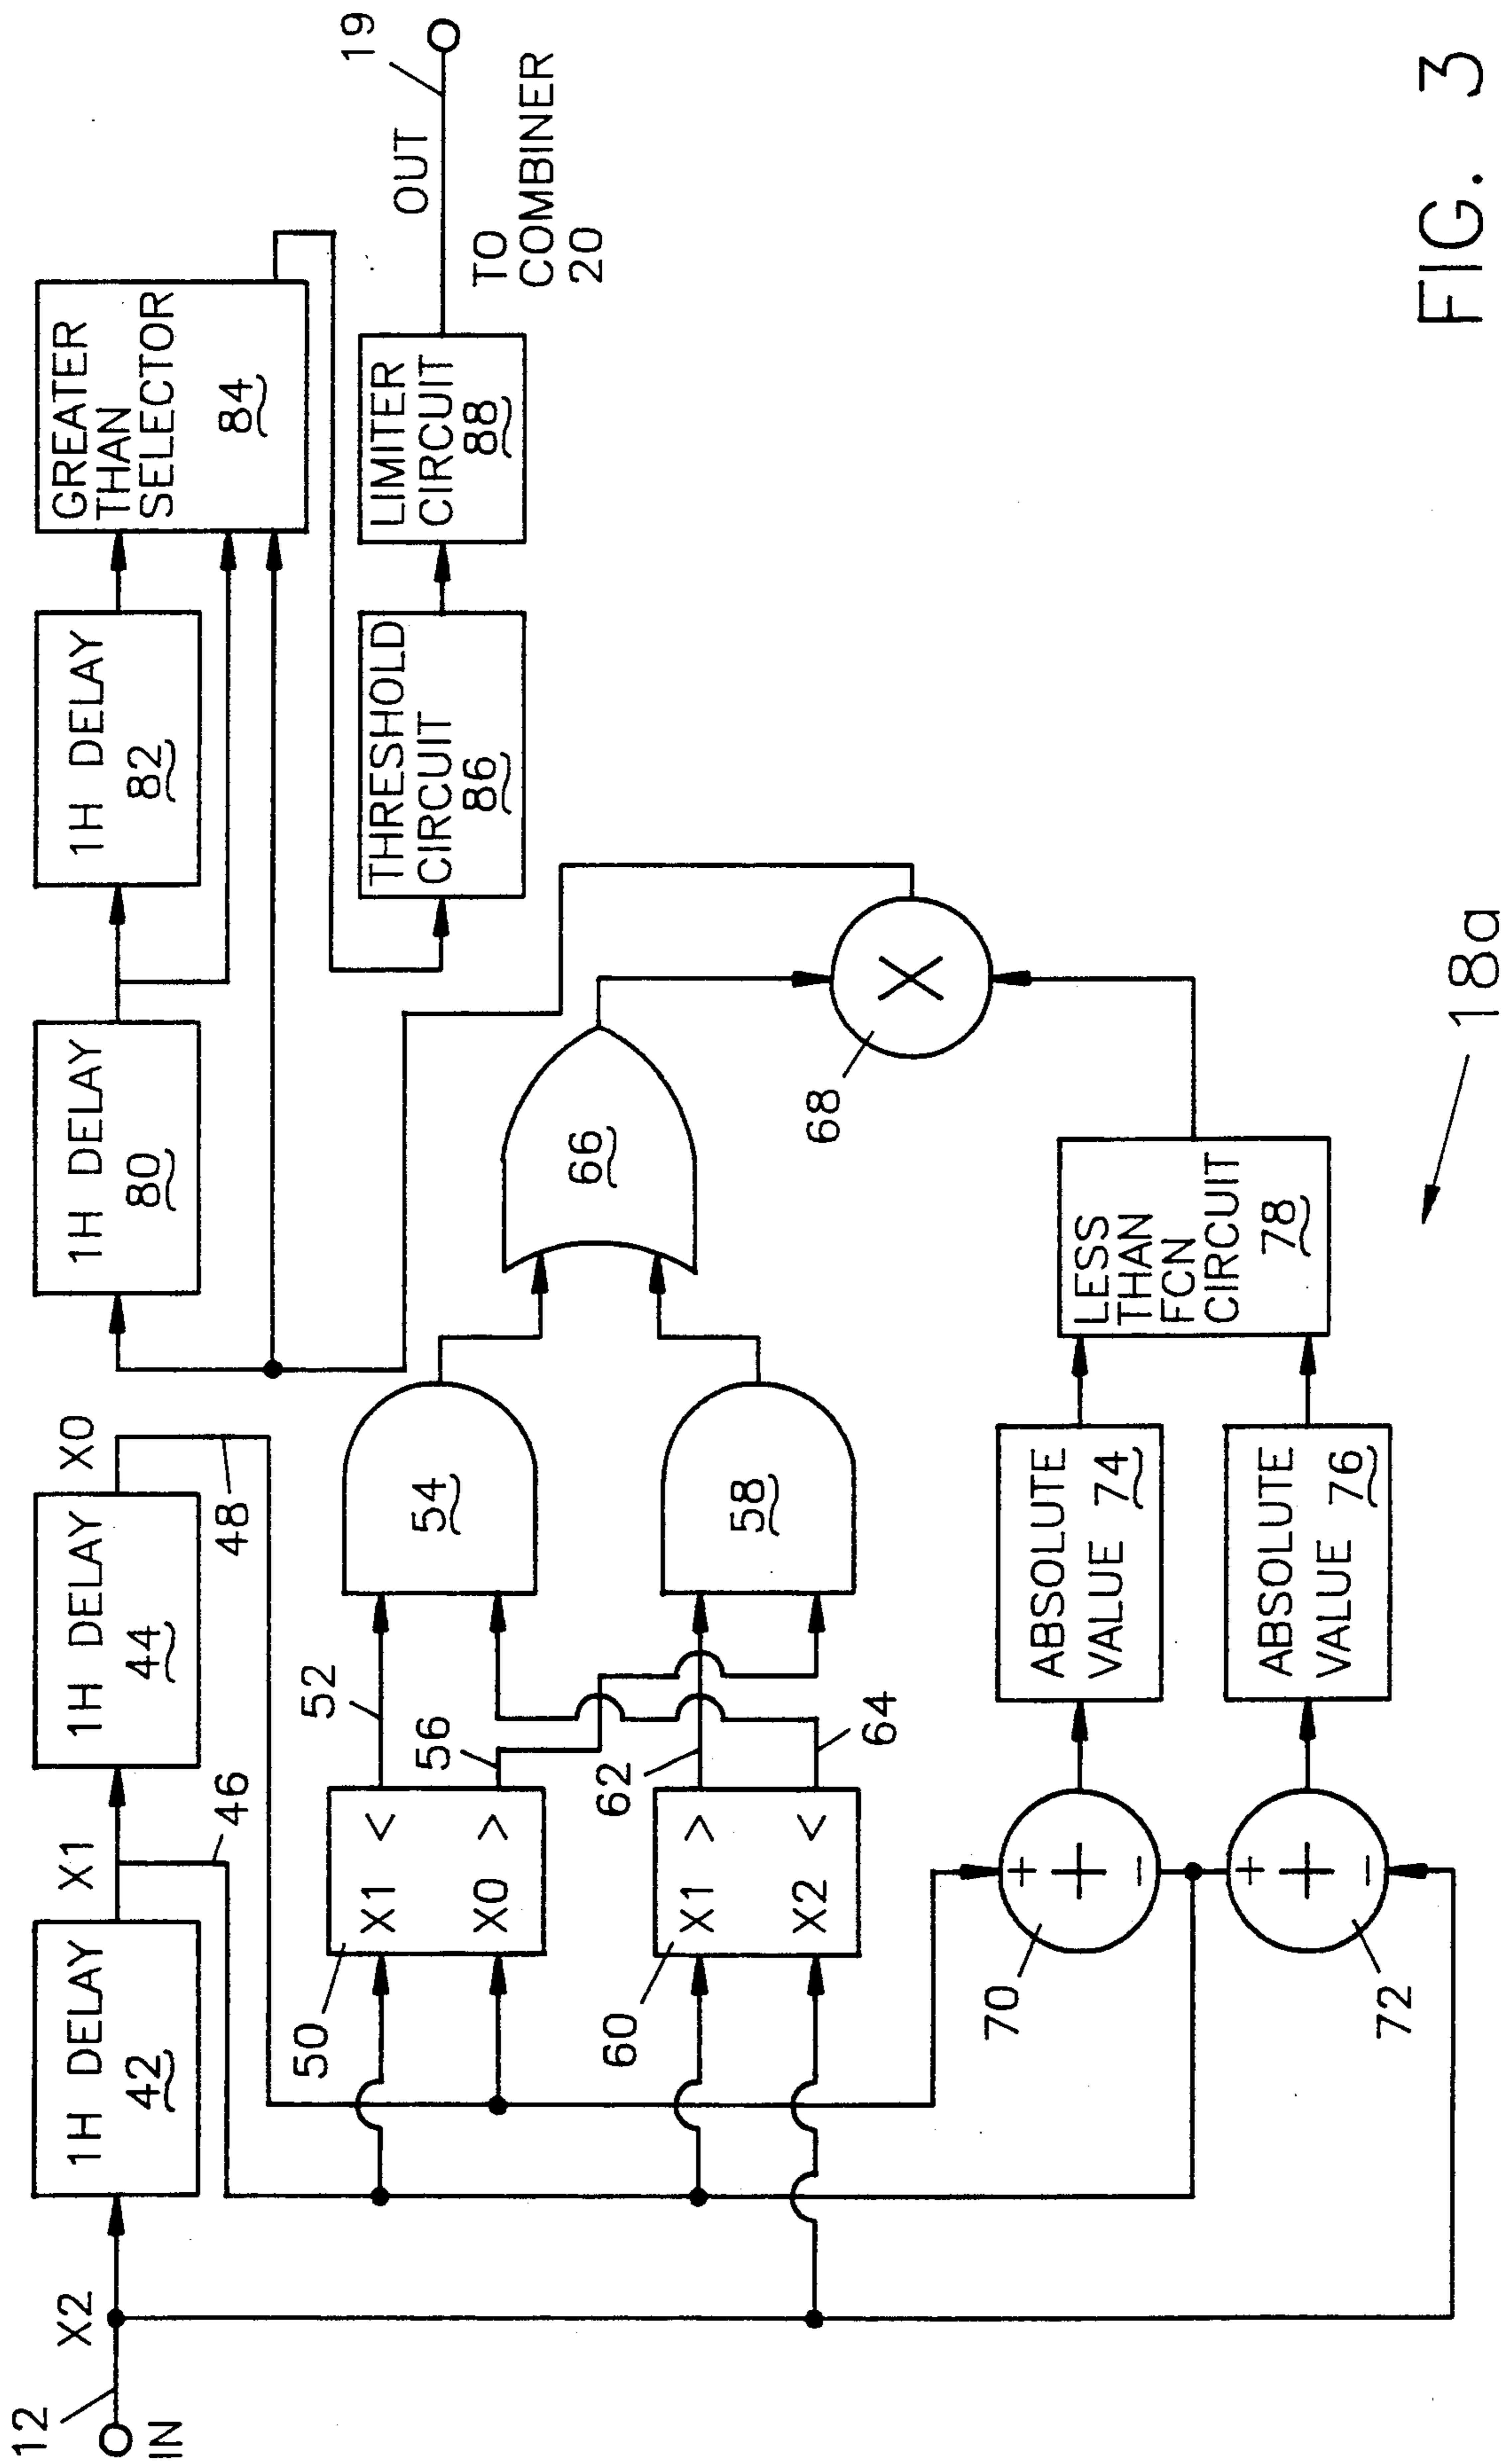 12
IN
X2
1H DELAY
42
X1
46
1H DELAY
44
X0
48
1H DELAY
80
1H DELAY
82
GREATER
THAN
SELECTOR
84
50
X1 <
X0 >
52
56
54
60
X1 >
X2 <
62
64
58
66
68
X
THRESHOLD
CIRCUIT
86
LIMITER
CIRCUIT
88
OUT
19
TO
COMBINER
20
70
+
+
−
72
+
+
−
ABSOLUTE
VALUE 74
ABSOLUTE
VALUE 76
LESS
THAN
FCN
CIRCUIT
78
18a
FIG. 3